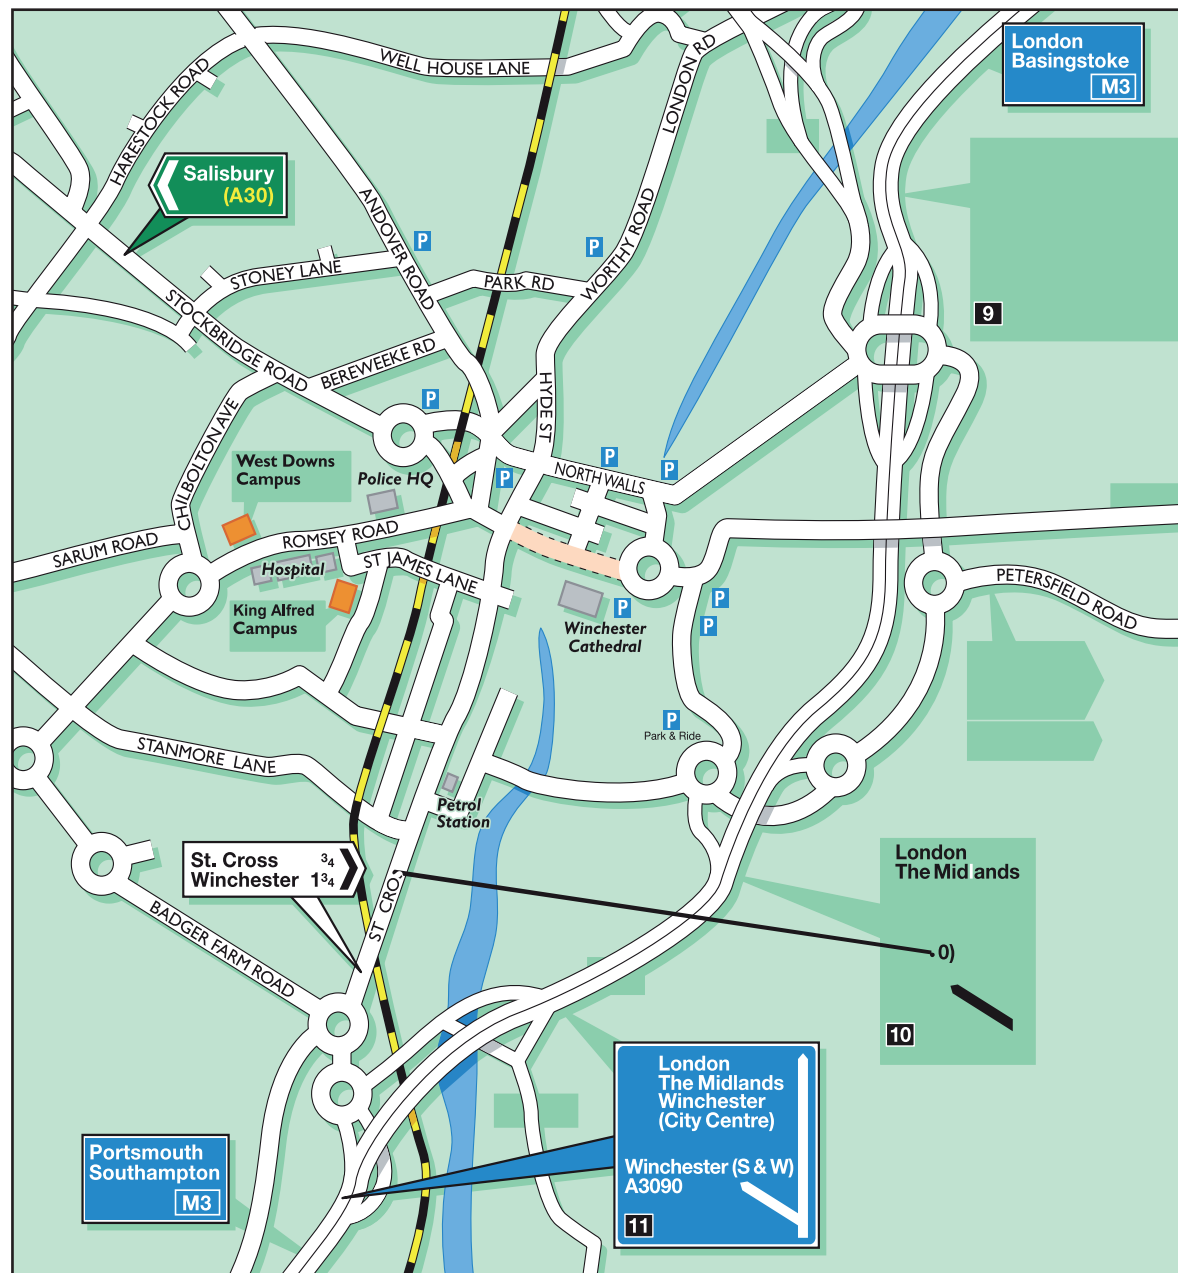 London
Basingstoke
M3
WELL HOUSE LANE
LONDON RD
HARESTOCK ROAD
Salisbury
(A30)
ANDOVER ROAD
P
P
WORTHY ROAD
STONEY LANE
PARK RD
STOCKBRIDGE ROAD
9
BEREWEEKE RD
HYDE ST
P
CHILBOLTON AVE
West Downs
Campus
Police HQ
P
NORTH WALLS
P
P
SARUM ROAD
ROMSEY ROAD
Hospital
ST JAMES LANE
King Alfred
Campus
P
Winchester
Cathedral
P
P
PETERSFIELD ROAD
P
Park & Ride
STANMORE LANE
Petrol
Station
St. Cross 3/4
Winchester 1 3/4
London
The Midlands
0)
10
ST CROS
BADGER FARM ROAD
London
The Midlands
Winchester
(City Centre)
Winchester (S & W)
A3090
11
Portsmouth
Southampton
M3